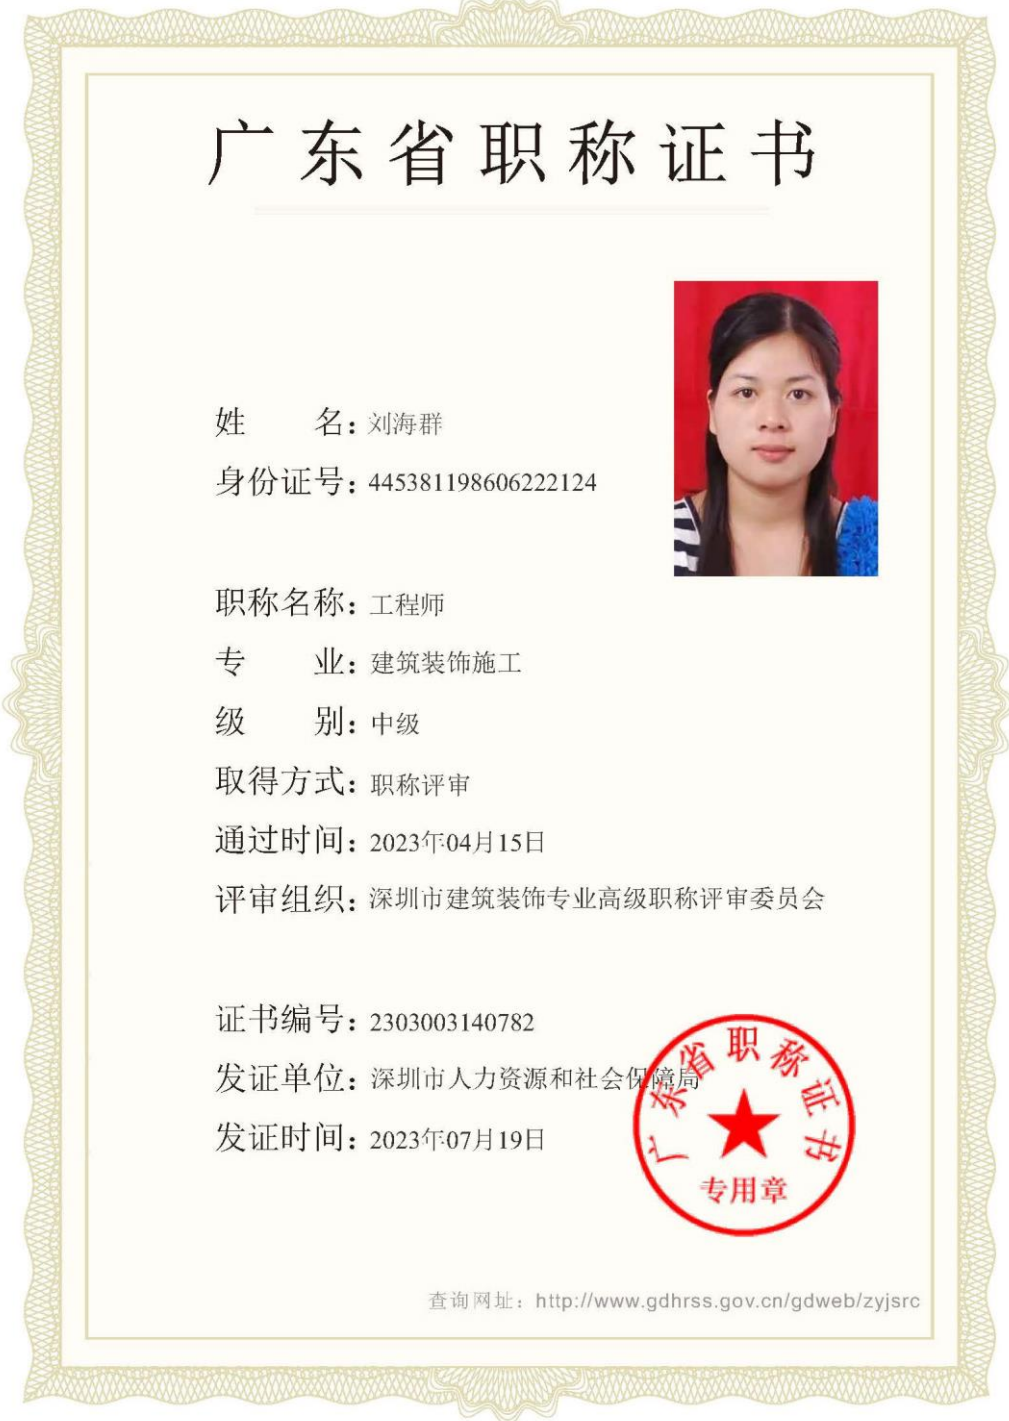 广东省职称证书
姓 名：刘海群
身份证号：445381198606222124
职称名称：工程师
专 业：建筑装饰施工
级 别：中级
取得方式：职称评审
通过时间：2023年04月15日
评审组织：深圳市建筑装饰专业高级职称评审委员会
证书编号：2303003140782
发证单位：深圳市人力资源和社会保障局
发证时间：2023年07月19日
广东省职称证书
专用章
查询网址：http://www.gdhrss.gov.cn/gdweb/zyjsrc